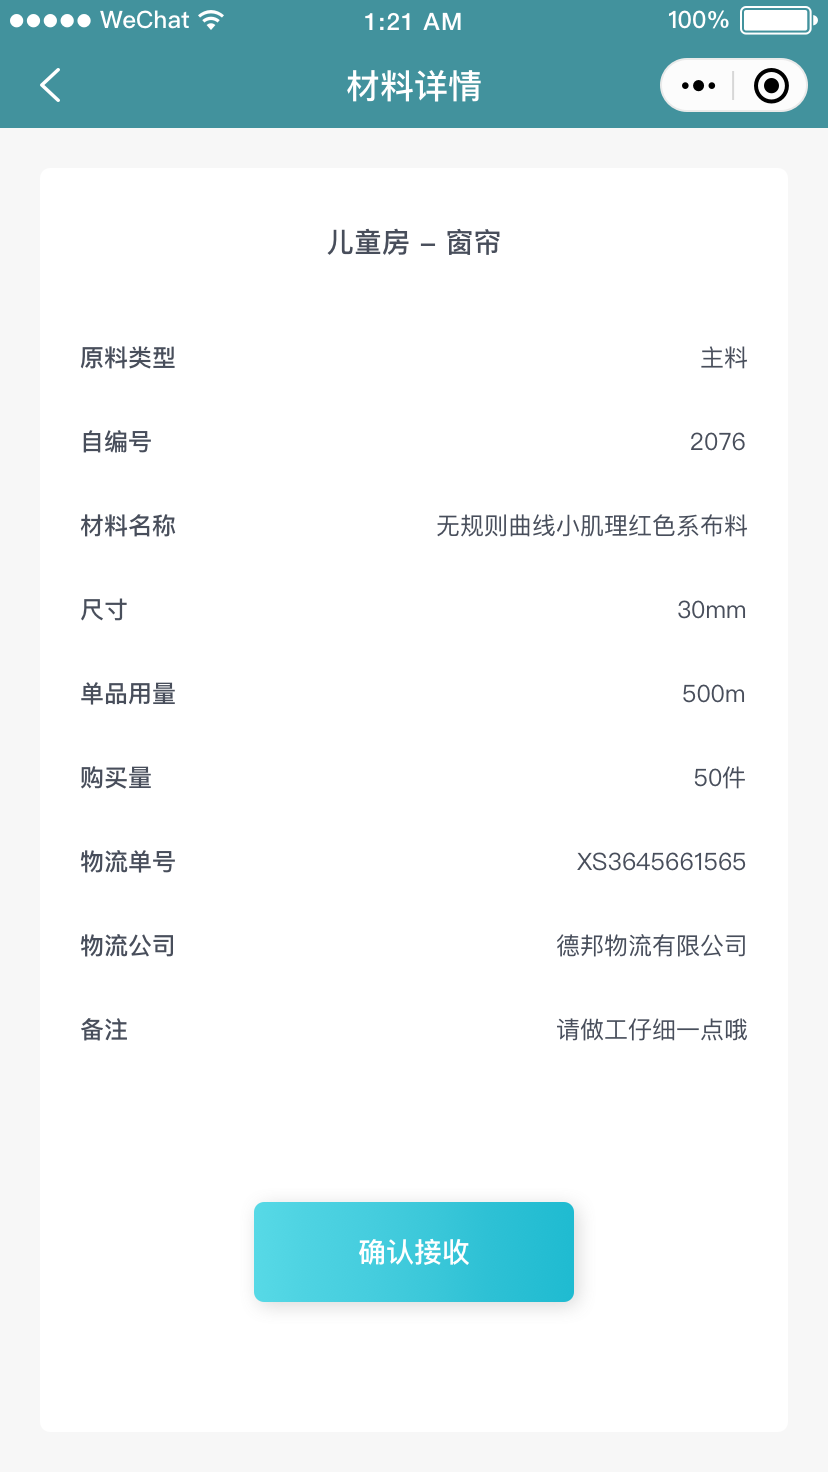 WeChat 1:21 AM 100%
材料详情
儿童房 – 窗帘
原料类型 主料
自编号 2076
材料名称 无规则曲线小肌理红色系布料
尺寸 30mm
单品用量 500m
购买量 50件
物流单号 XS3645661565
物流公司 德邦物流有限公司
备注 请做工仔细一点哦
确认接收